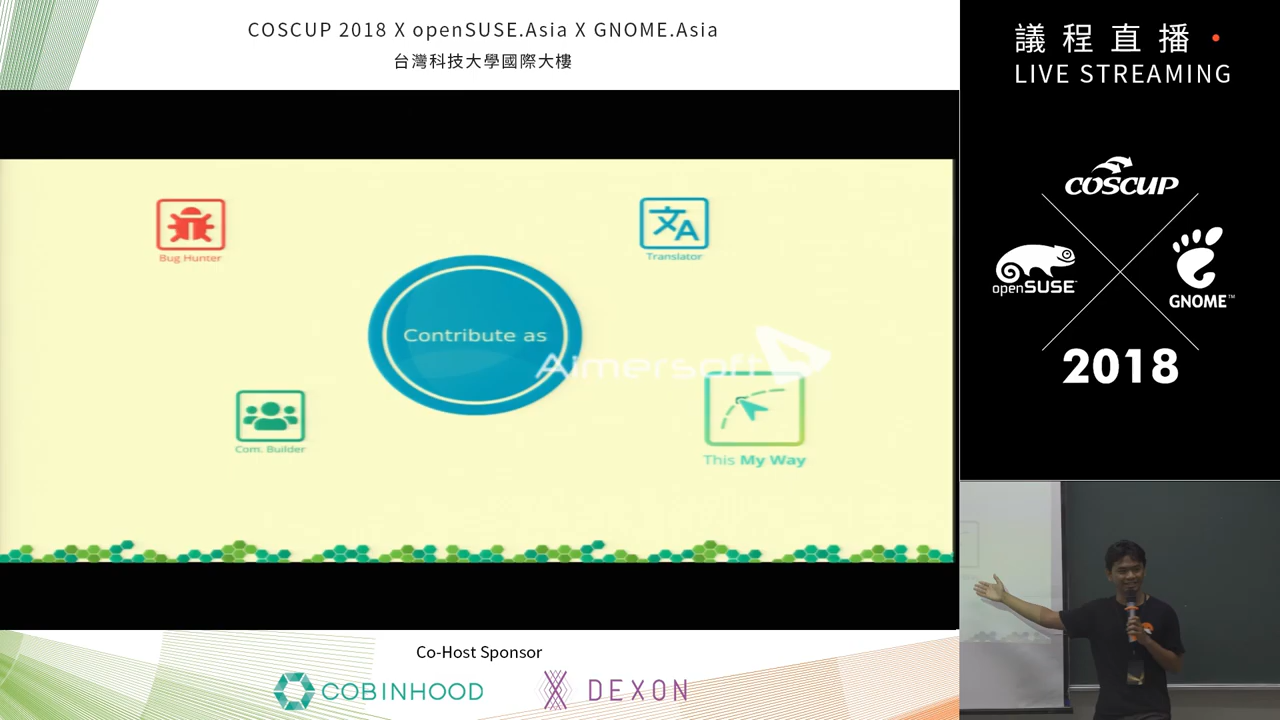 COSCUP 2018 X openSUSE.Asia X GNOME.Asia
台灣科技大學國際大樓
議程直播
LIVE STREAMING
COSCUP
openSUSE
GNOME™
2018
Bug Hunter
Translator
Contribute as
Aimersoft
Com. Builder
This My Way
Co-Host Sponsor
COBINHOOD
DEXON